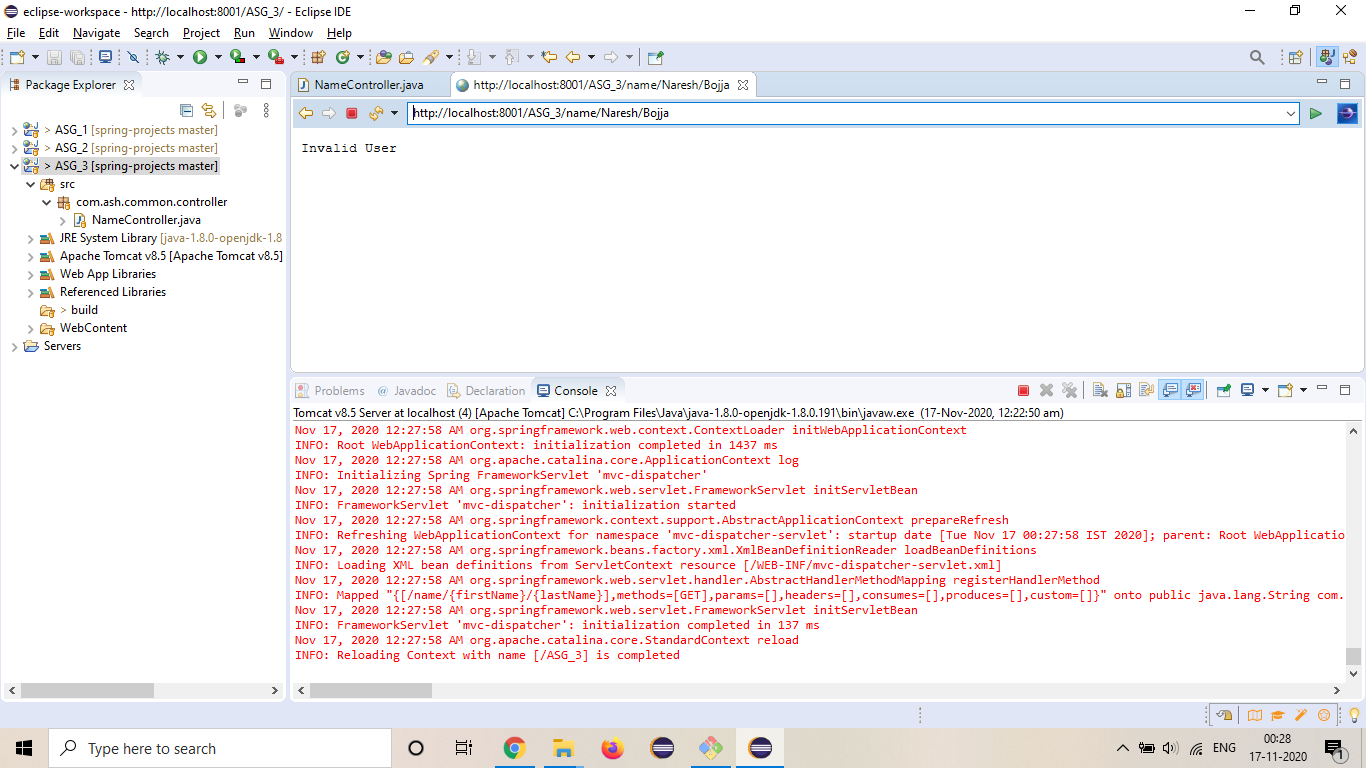 eclipse-workspace - http://localhost:8001/ASG_3/ - Eclipse IDE
File Edit Navigate Search Project Run Window Help
Package Explorer
> ASG_1 [spring-projects master]
> ASG_2 [spring-projects master]
> ASG_3 [spring-projects master]
src
com.ash.common.controller
NameController.java
JRE System Library [java-1.8.0-openjdk-1.8
Apache Tomcat v8.5 [Apache Tomcat v8.5]
Web App Libraries
Referenced Libraries
> build
WebContent
Servers
NameController.java http://localhost:8001/ASG_3/name/Naresh/Bojja
http://localhost:8001/ASG_3/name/Naresh/Bojja
Invalid User
Problems @ Javadoc Declaration Console
Tomcat v8.5 Server at localhost (4) [Apache Tomcat] C:\Program Files\Java\java-1.8.0-openjdk-1.8.0.191\bin\javaw.exe (17-Nov-2020, 12:22:50 am)
Nov 17, 2020 12:27:58 AM org.springframework.web.context.ContextLoader initWebApplicationContext
INFO: Root WebApplicationContext: initialization completed in 1437 ms
Nov 17, 2020 12:27:58 AM org.apache.catalina.core.ApplicationContext log
INFO: Initializing Spring FrameworkServlet 'mvc-dispatcher'
Nov 17, 2020 12:27:58 AM org.springframework.web.servlet.FrameworkServlet initServletBean
INFO: FrameworkServlet 'mvc-dispatcher': initialization started
Nov 17, 2020 12:27:58 AM org.springframework.context.support.AbstractApplicationContext prepareRefresh
INFO: Refreshing WebApplicationContext for namespace 'mvc-dispatcher-servlet': startup date [Tue Nov 17 00:27:58 IST 2020]; parent: Root WebApplicatio
Nov 17, 2020 12:27:58 AM org.springframework.beans.factory.xml.XmlBeanDefinitionReader loadBeanDefinitions
INFO: Loading XML bean definitions from ServletContext resource [/WEB-INF/mvc-dispatcher-servlet.xml]
Nov 17, 2020 12:27:58 AM org.springframework.web.servlet.handler.AbstractHandlerMethodMapping registerHandlerMethod
INFO: Mapped "{[/name/{firstName}/{lastName}],methods=[GET],params=[],headers=[],consumes=[],produces=[],custom=[]}" onto public java.lang.String com.
Nov 17, 2020 12:27:58 AM org.springframework.web.servlet.FrameworkServlet initServletBean
INFO: FrameworkServlet 'mvc-dispatcher': initialization completed in 137 ms
Nov 17, 2020 12:27:58 AM org.apache.catalina.core.StandardContext reload
INFO: Reloading Context with name [/ASG_3] is completed
Type here to search
ENG
00:28
17-11-2020
1